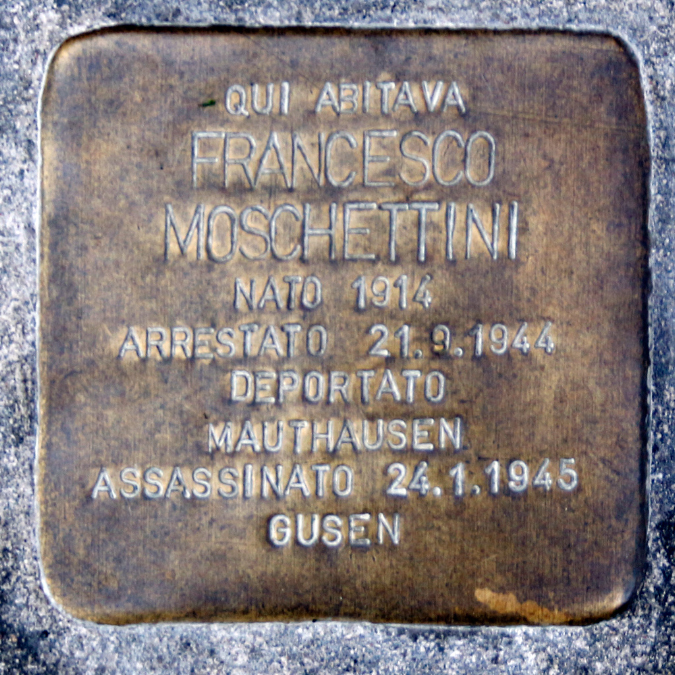 QUI ABITAVA
FRANCESCO
MOSCHETTINI
NATO 1914
ARRESTATO 21.9.1944
DEPORTATO
MAUTHAUSEN
ASSASSINATO 24.1.1945
GUSEN